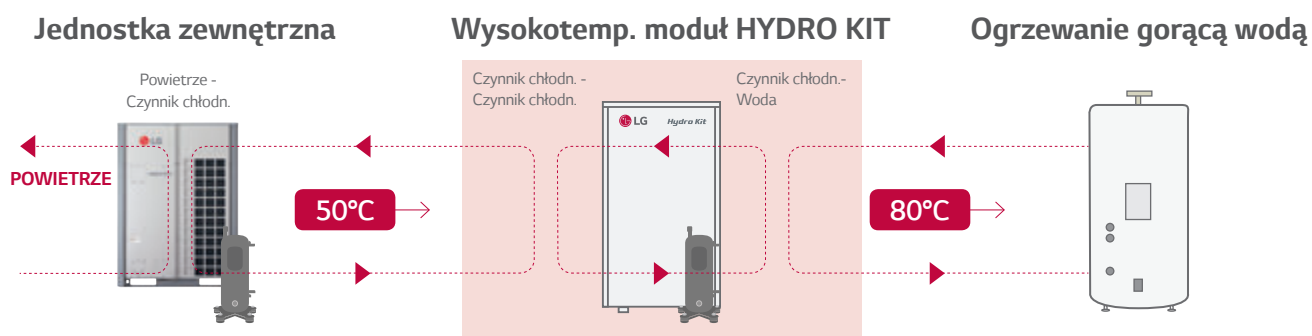 Jednostka zewnętrzna
Wysokotemp. moduł HYDRO KIT
Ogrzewanie gorącą wodą
Powietrze -
Czynnik chłodn.
Czynnik chłodn. -
Czynnik chłodn.
Czynnik chłodn.-
Woda
LG
LG Hydro Kit
POWIETRZE
50°C
80°C